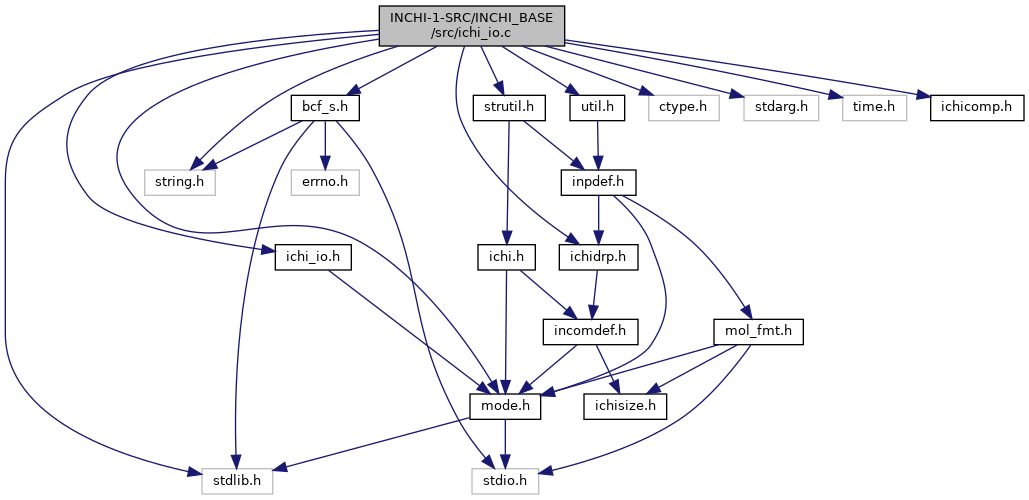 INCHI-1-SRC/INCHI_BASE
/src/ichi_io.c
bcf_s.h
strutil.h
util.h
ctype.h
stdarg.h
time.h
ichicomp.h
string.h
errno.h
inpdef.h
ichi_io.h
ichi.h
ichidrp.h
incomdef.h
mol_fmt.h
mode.h
ichisize.h
stdlib.h
stdio.h